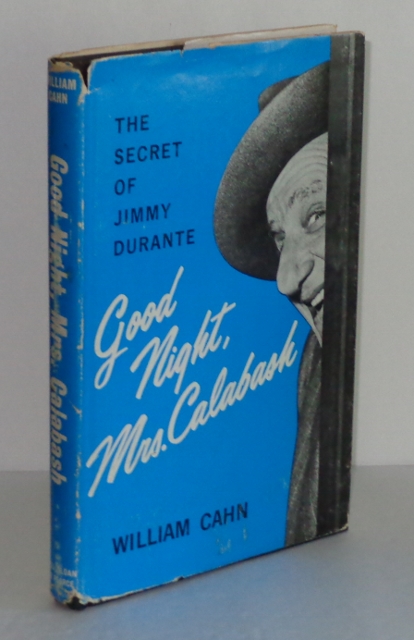 THE
SECRET
OF
JIMMY
DURANTE
Good
Night,
Mrs. Calabash
WILLIAM CAHN
WILLIAM
CAHN
Good Night, Mrs. Calabash